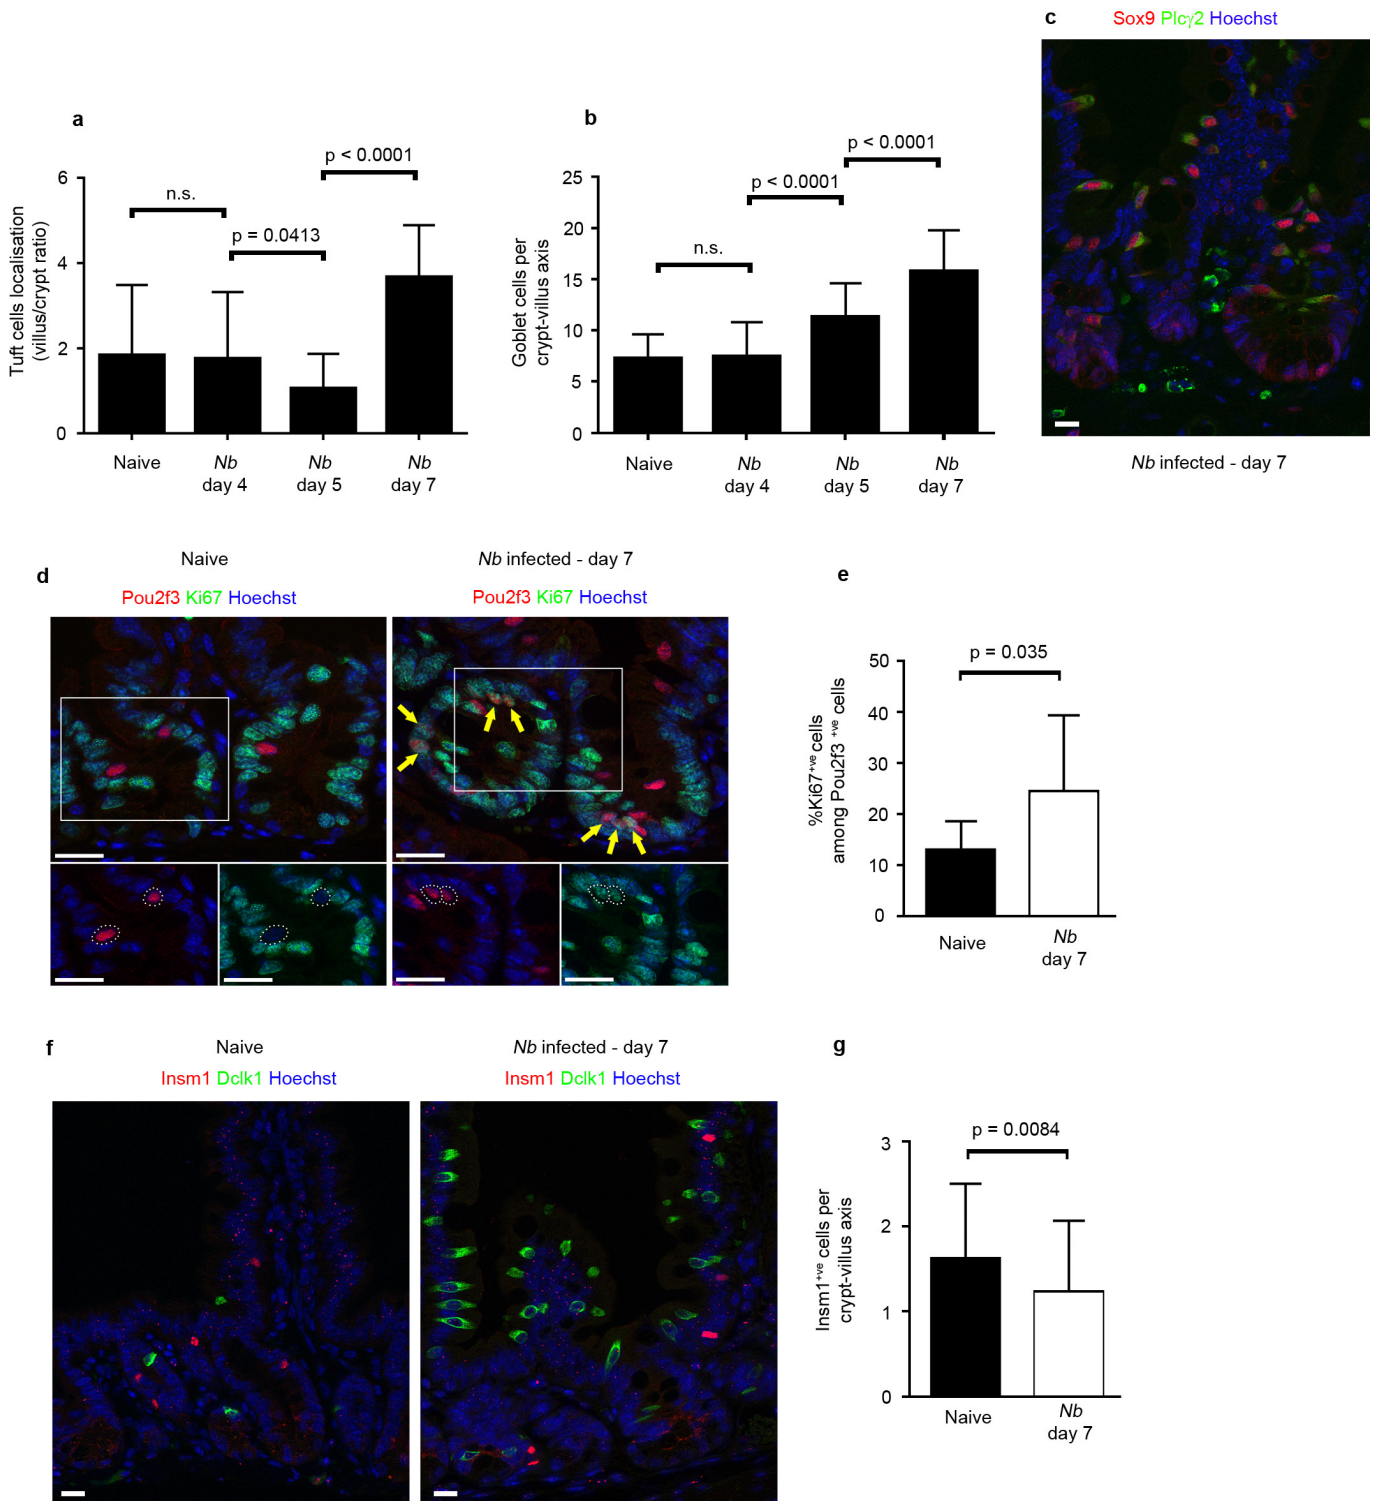 c
Sox9 Plcγ2 Hoechst
Nb infected - day 7
a
Tuft cells localisation
(villus/crypt ratio)
6
4
2
0
n.s.
p = 0.0413
p < 0.0001
Naive
Nb
day 4
Nb
day 5
Nb
day 7
b
Goblet cells per
crypt-villus axis
25
20
15
10
5
0
n.s.
p < 0.0001
p < 0.0001
Naive
Nb
day 4
Nb
day 5
Nb
day 7
d
Naive
Pou2f3 Ki67 Hoechst
Nb infected - day 7
Pou2f3 Ki67 Hoechst
e
%Ki67+ve cells
among Pou2f3 +ve cells
50
40
30
20
10
0
p = 0.035
Naive
Nb
day 7
f
Naive
Insm1 Dclk1 Hoechst
Nb infected - day 7
Insm1 Dclk1 Hoechst
g
Insm1+ve cells per
crypt-villus axis
3
2
1
0
p = 0.0084
Naive
Nb
day 7